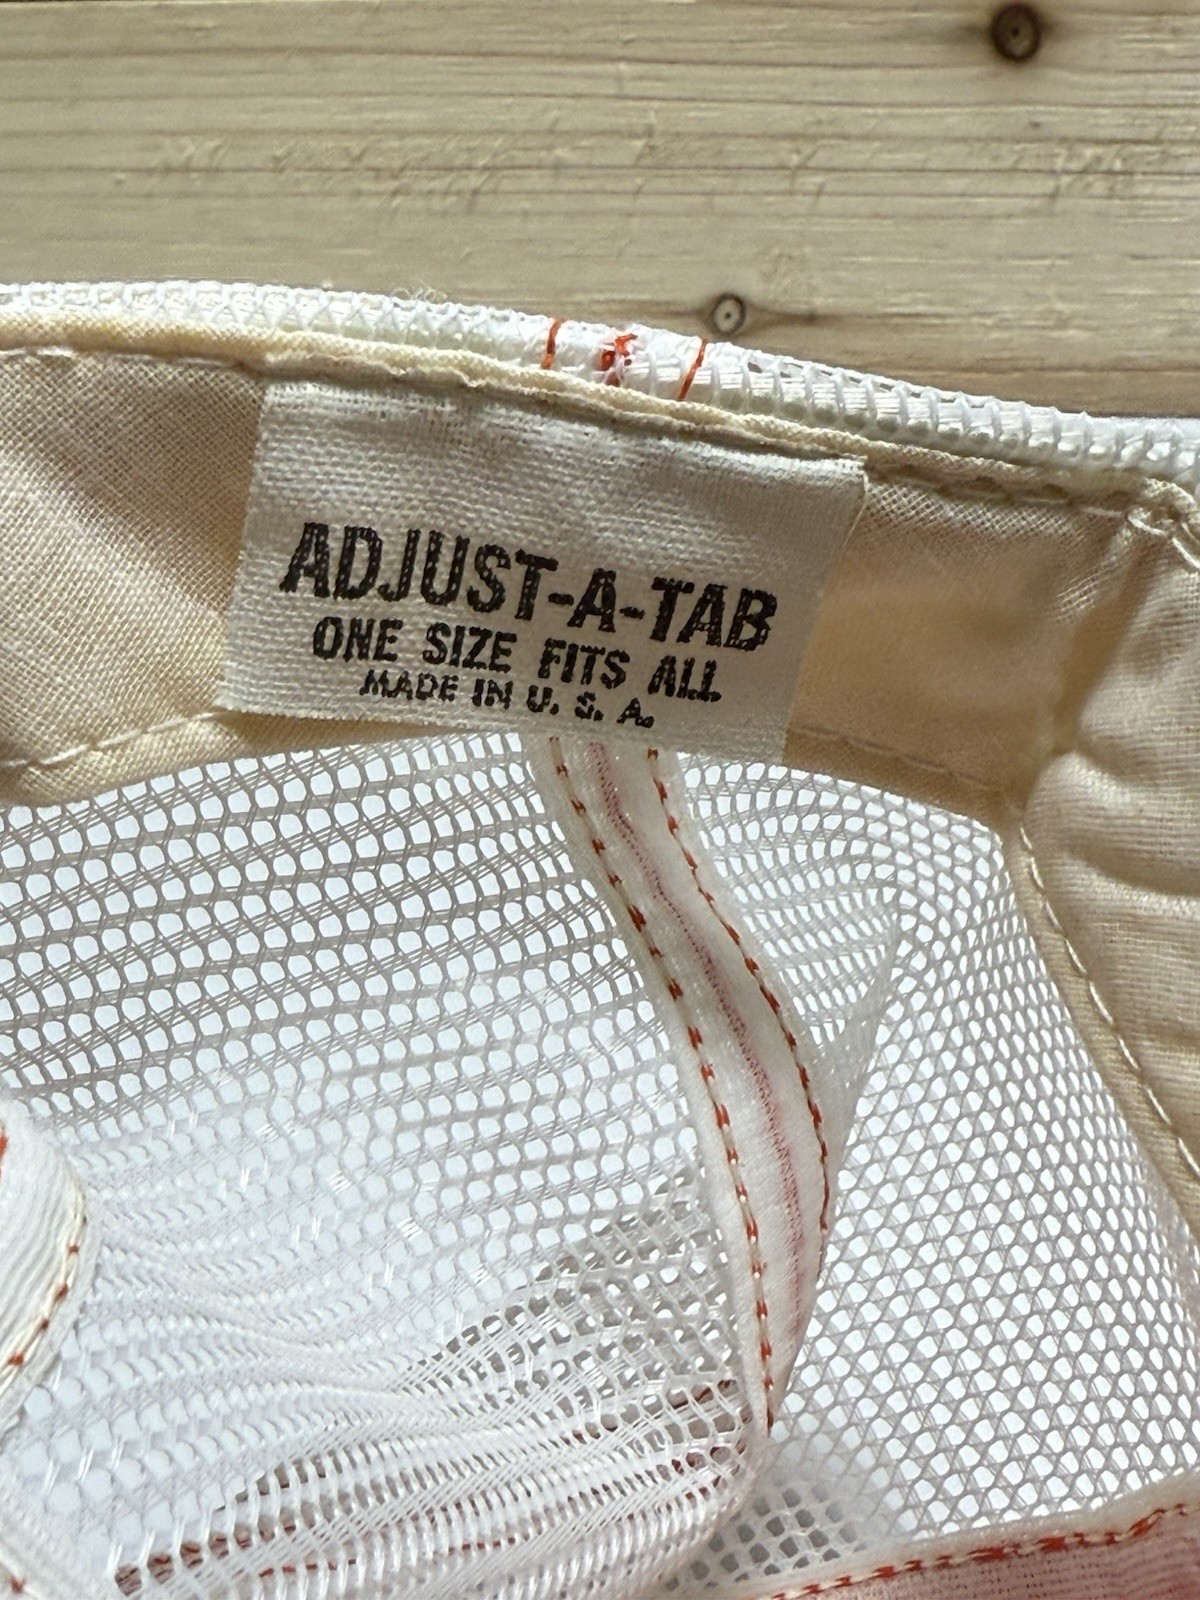 ADJUST-A-TAB
ONE SIZE FITS ALL
MADE IN U. S. A.